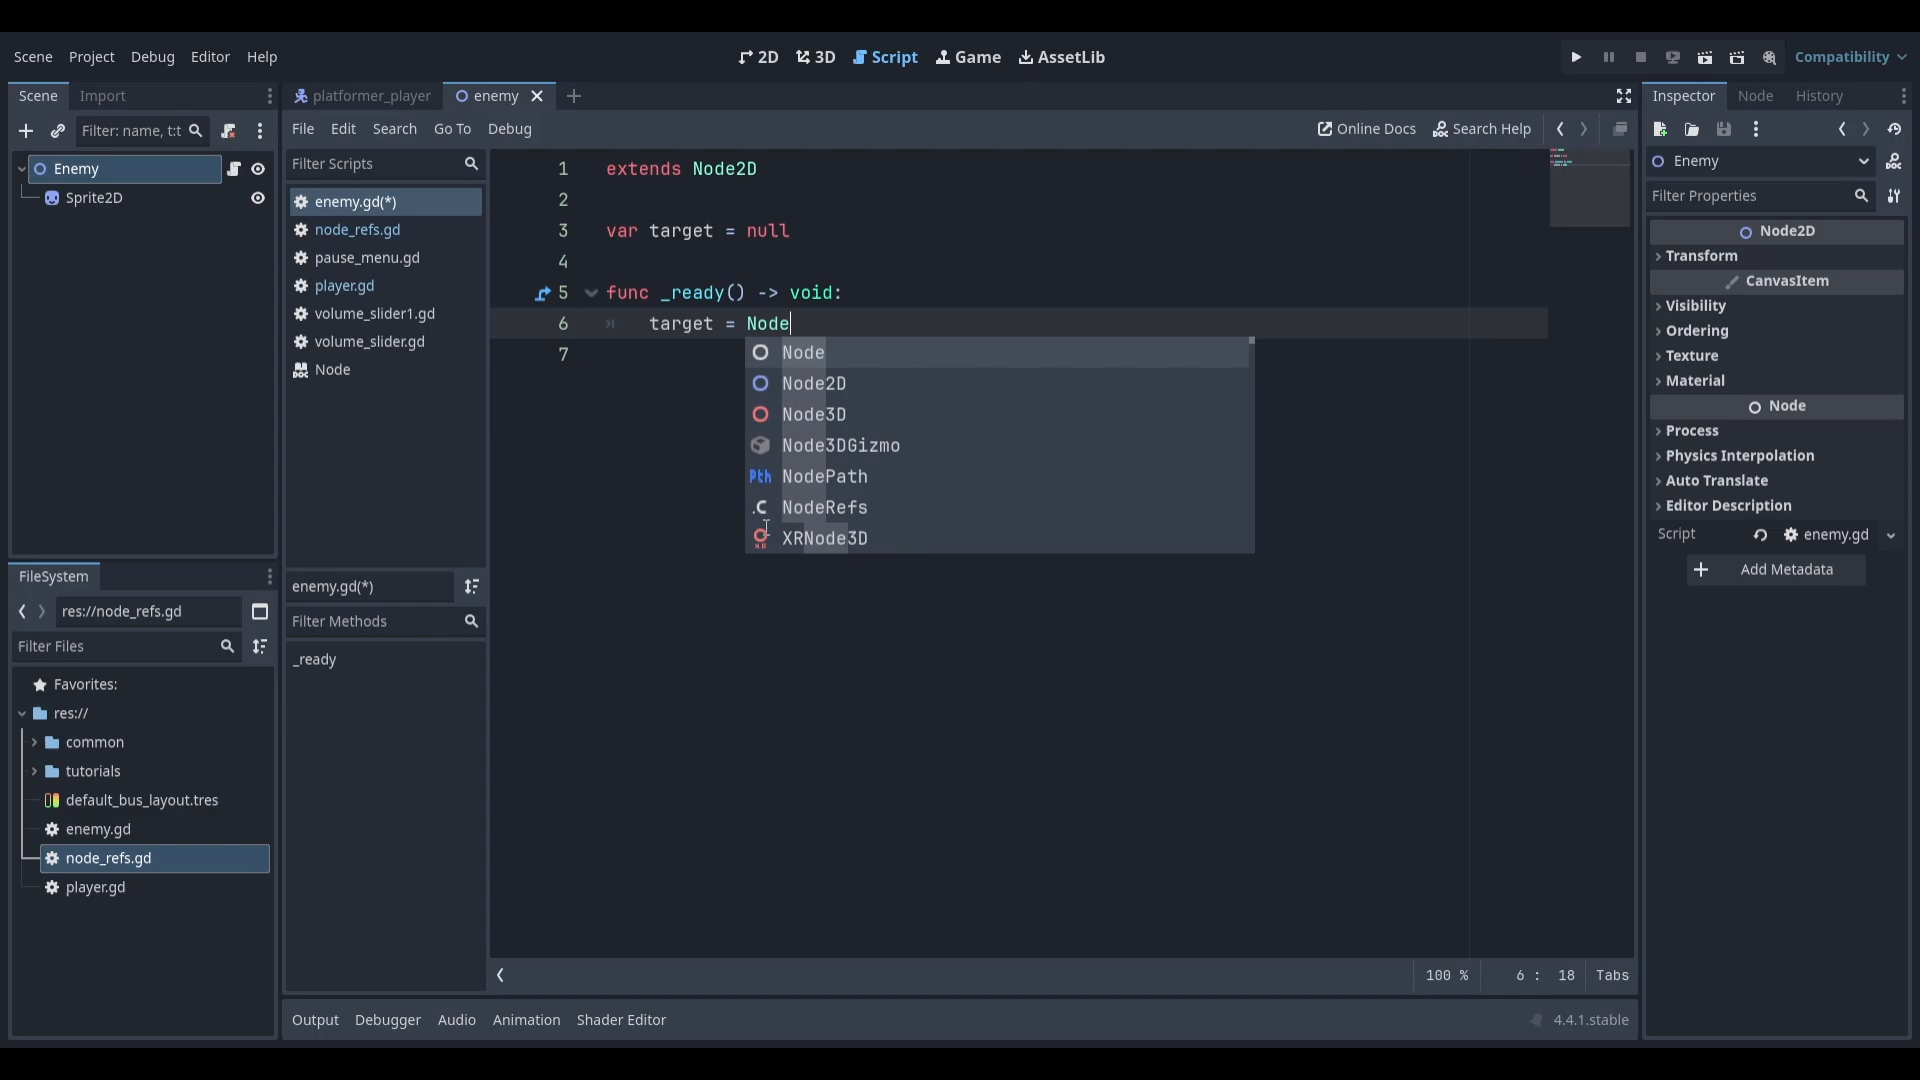 Scene Project Debug Editor Help
2D 3D Script Game AssetLib
Compatibility
Scene Import
Filter: name, t:t
Enemy
Sprite2D
FileSystem
res://node_refs.gd
Filter Files
Favorites:
res://
common
tutorials
default_bus_layout.tres
enemy.gd
node_refs.gd
player.gd
platformer_player enemy
File Edit Search Go To Debug
Online Docs Search Help
Filter Scripts
enemy.gd(*)
node_refs.gd
pause_menu.gd
player.gd
volume_slider1.gd
volume_slider.gd
Node
enemy.gd(*)
Filter Methods
_ready
1 extends Node2D
2
3 var target = null
4
5 func _ready() -> void:
6 target = Node
7
Node
Node2D
Node3D
Node3DGizmo
Pth NodePath
.C NodeRefs
XRNode3D
100 % 6 : 18 Tabs
Output Debugger Audio Animation Shader Editor
4.4.1.stable
Inspector Node History
Enemy
Filter Properties
Node2D
Transform
CanvasItem
Visibility
Ordering
Texture
Material
Node
Process
Physics Interpolation
Auto Translate
Editor Description
Script enemy.gd
Add Metadata